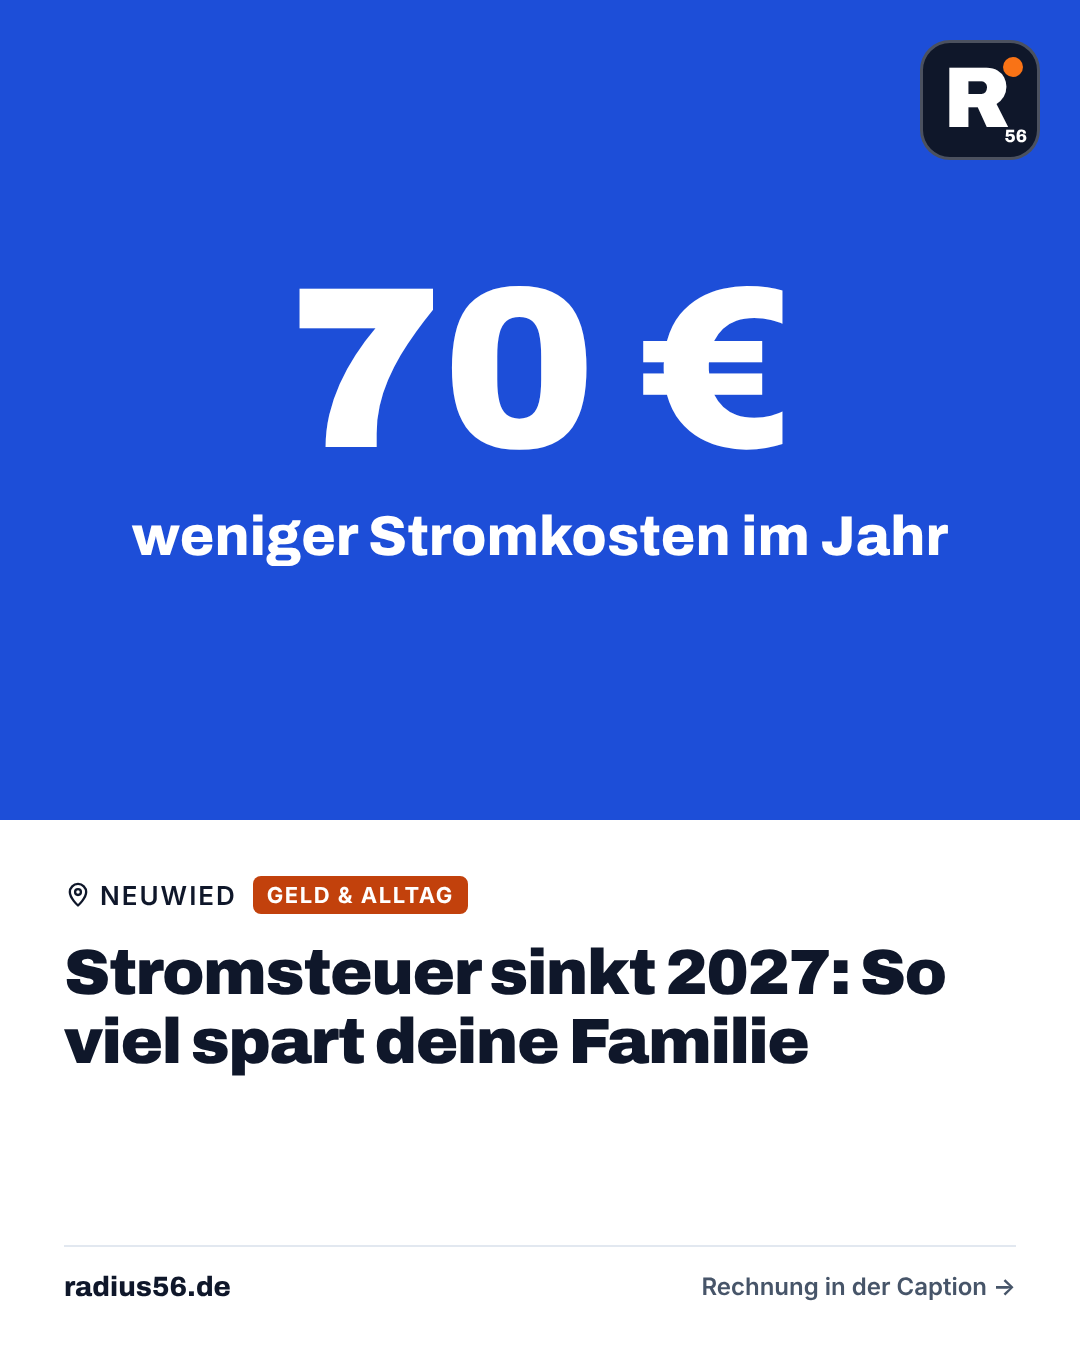 R
56
70 €
weniger Stromkosten im Jahr
NEUWIED
GELD & ALLTAG
Stromsteuer sinkt 2027: So
viel spart deine Familie
radius56.de
Rechnung in der Caption →